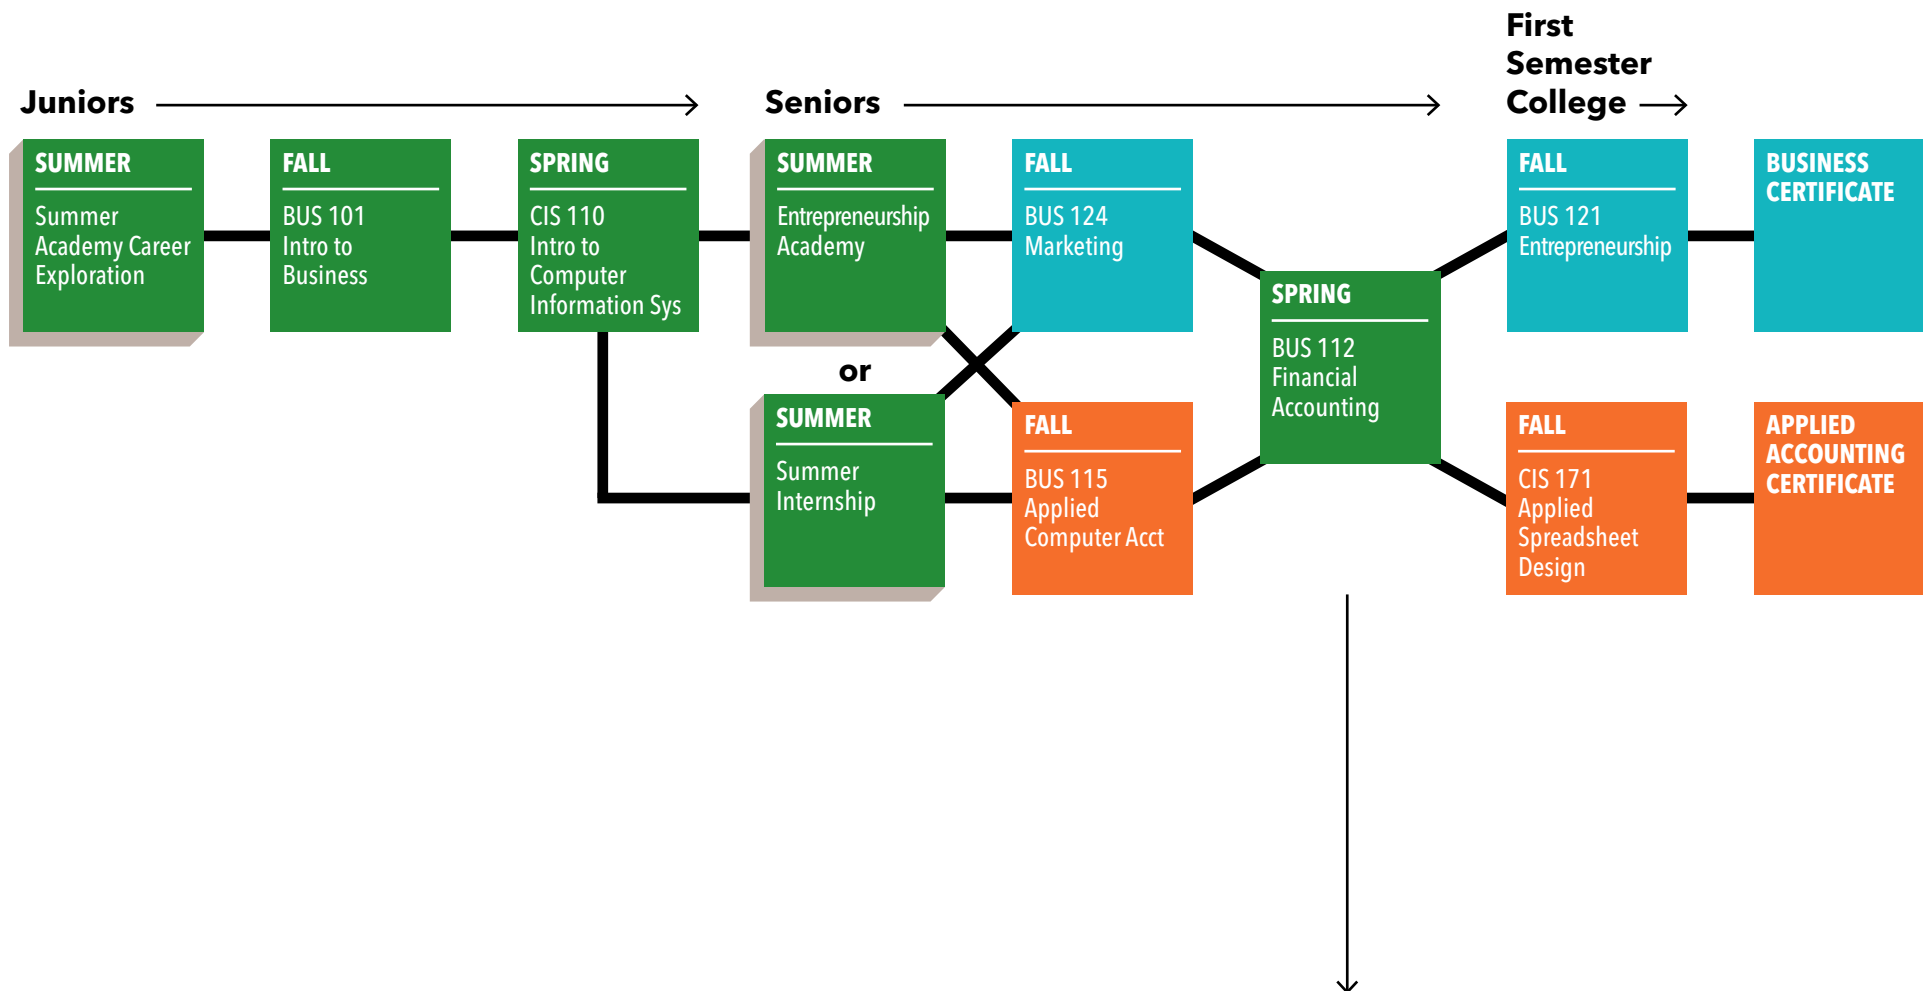 First
Semester
College
Juniors
Seniors
SUMMER
Summer
Academy Career
Exploration
FALL
BUS 101
Intro to
Business
SPRING
CIS 110
Intro to
Computer
Information Sys
SUMMER
Entrepreneurship
Academy
or
SUMMER
Summer
Internship
FALL
BUS 124
Marketing
FALL
BUS 115
Applied
Computer Acct
SPRING
BUS 112
Financial
Accounting
FALL
BUS 121
Entrepreneurship
BUSINESS
CERTIFICATE
FALL
CIS 171
Applied
Spreadsheet
Design
APPLIED
ACCOUNTING
CERTIFICATE